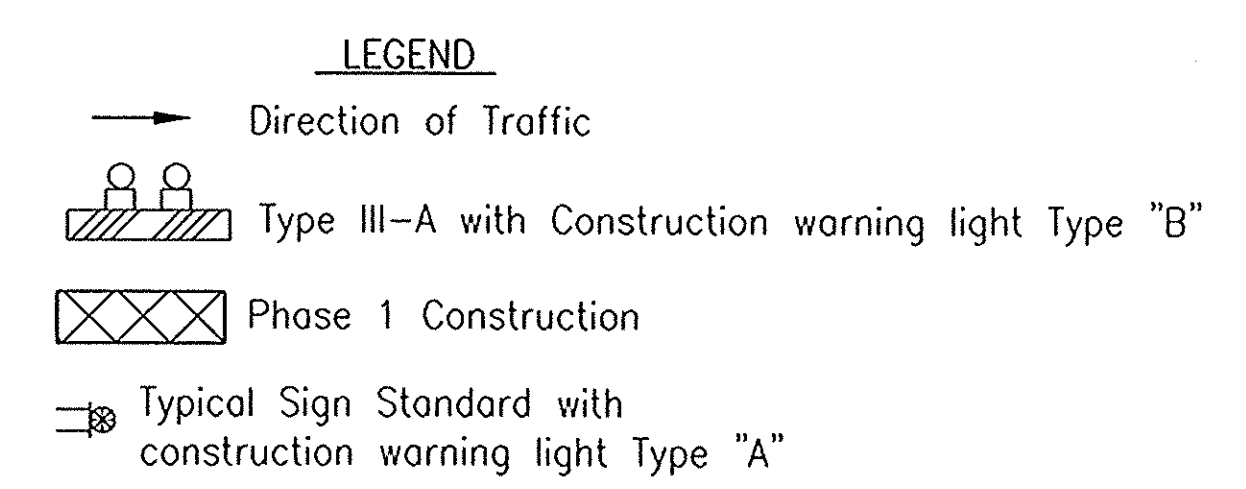 LEGEND
Direction of Traffic
Type III-A with Construction warning light Type "B"
Phase 1 Construction
Typical Sign Standard with
construction warning light Type "A"